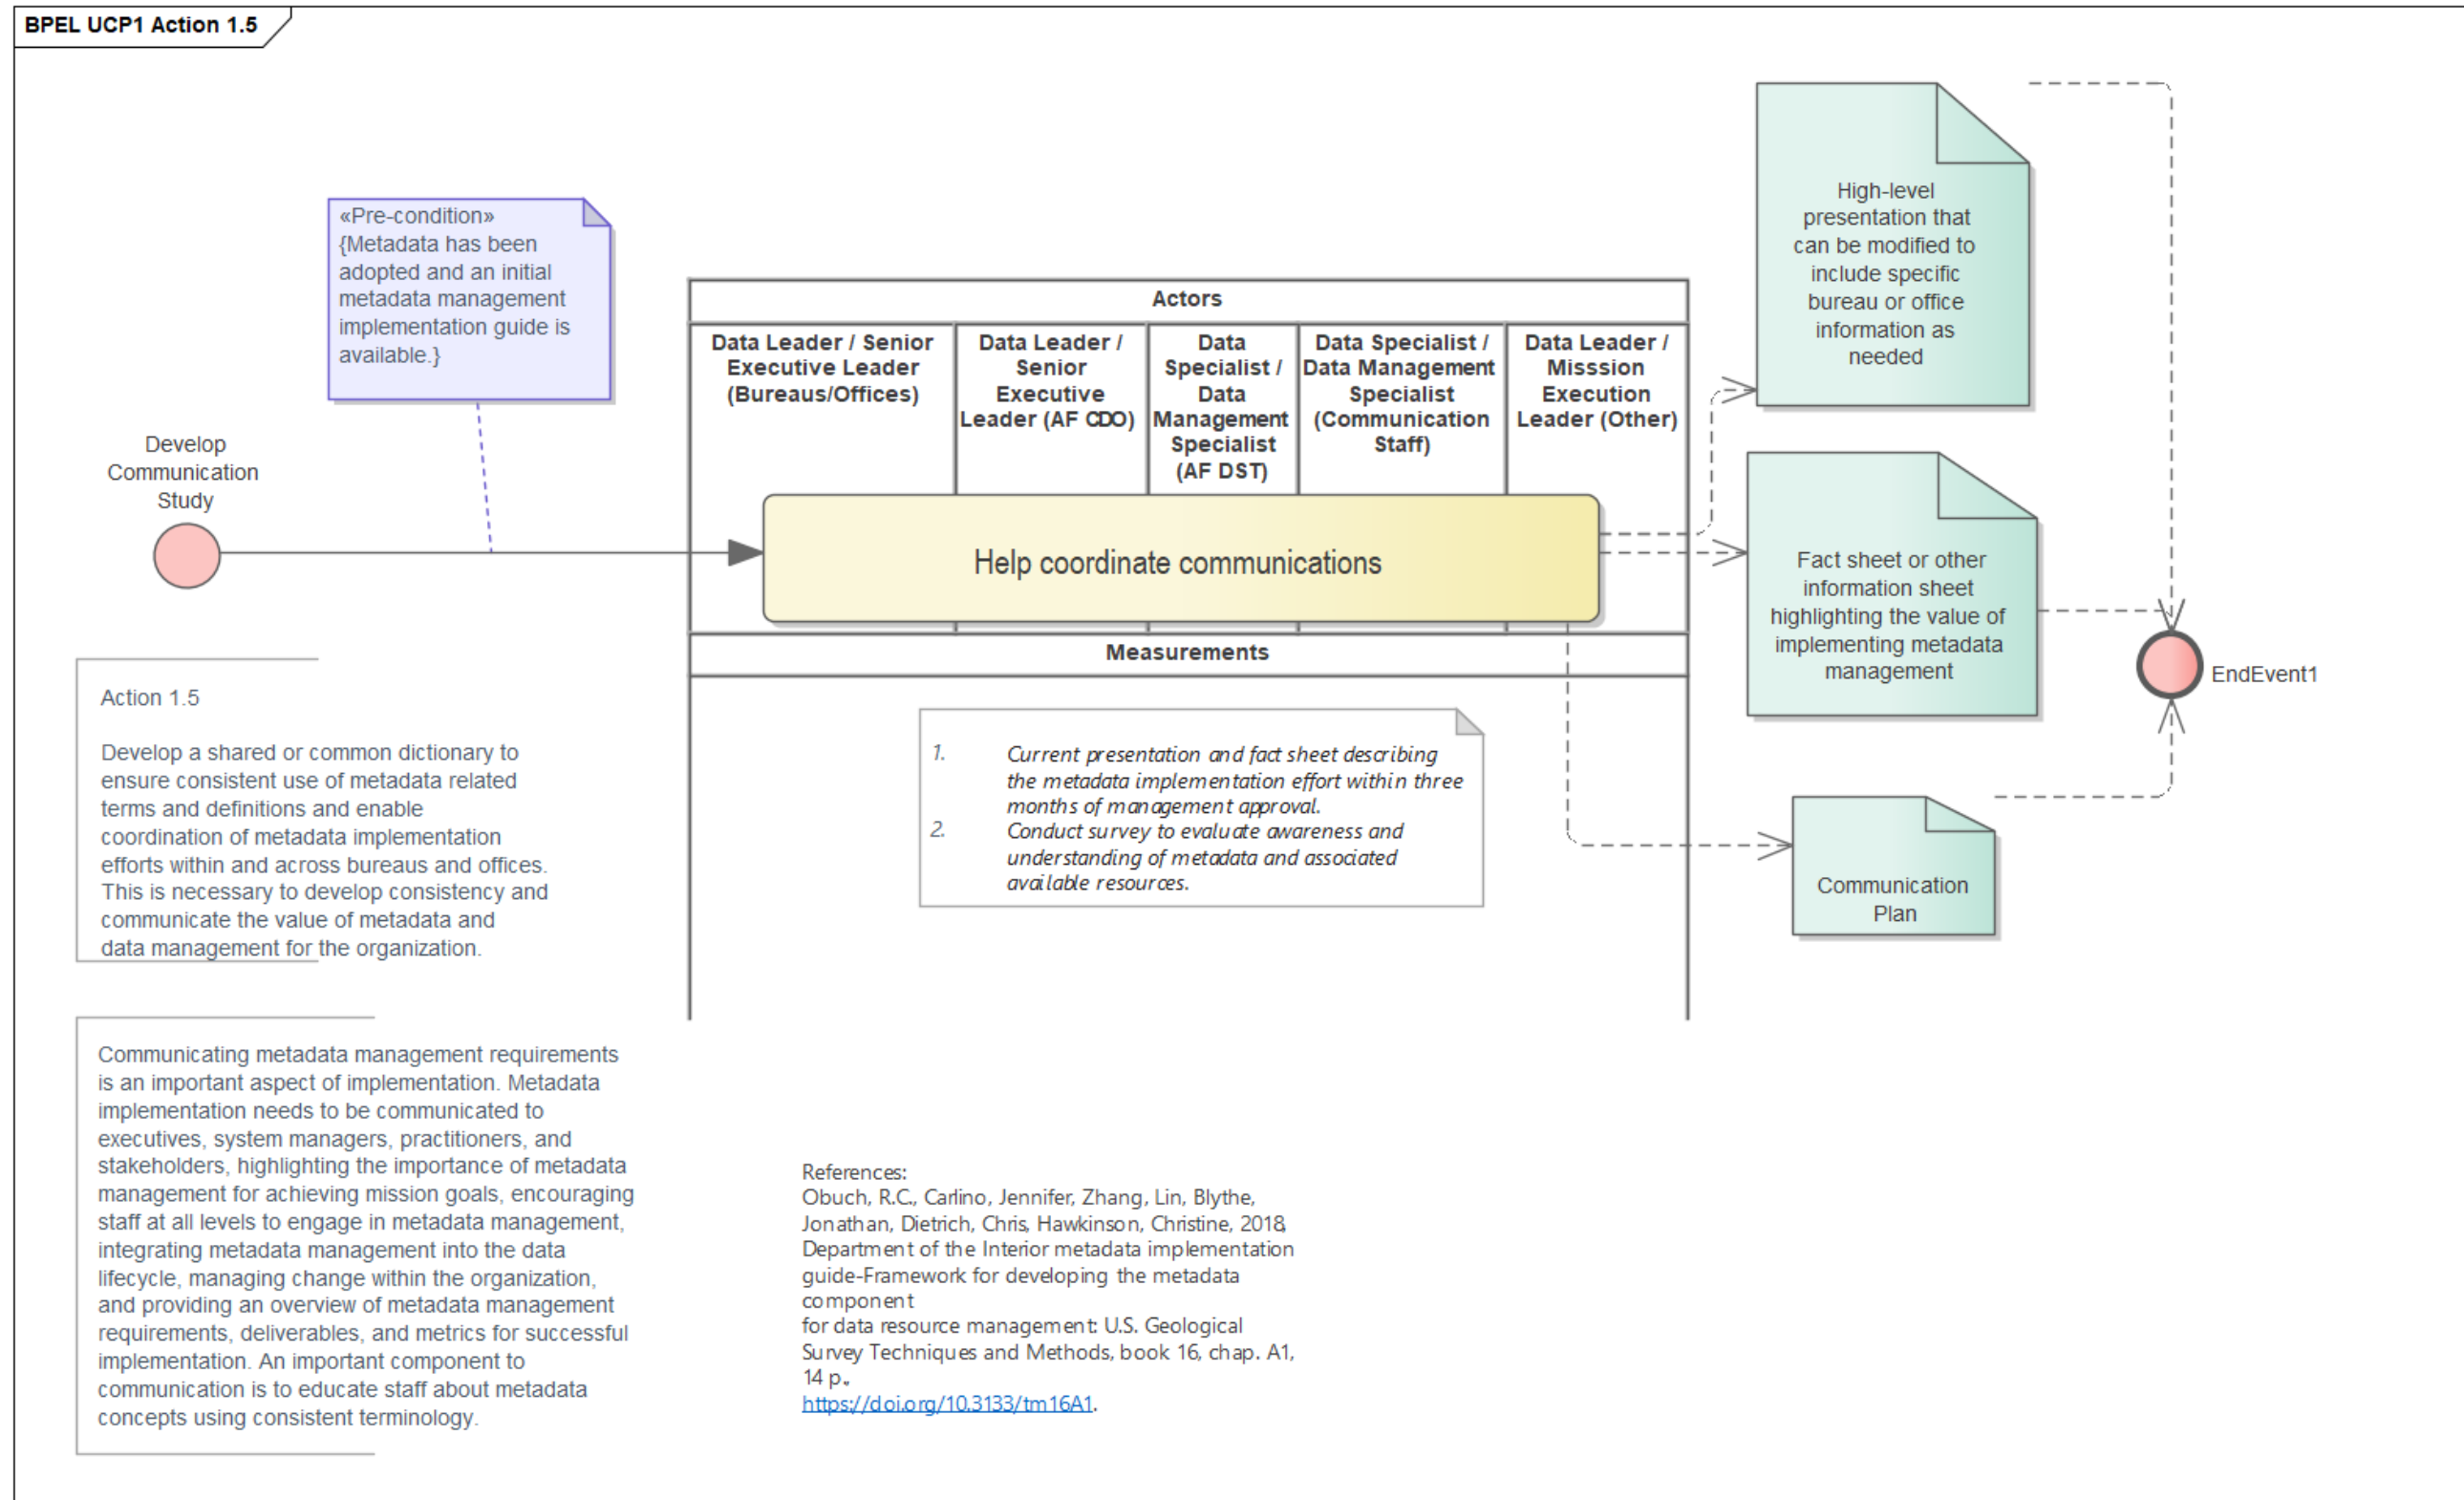 BPEL UCP1 Action 1.5
«Pre-condition»
{Metadata has been
adopted and an initial
metadata management
implementation guide is
available.}
Develop
Communication
Study
Actors
Data Leader / Senior
Executive Leader
(Bureaus/Offices)
Data Leader /
Senior
Executive
Leader (AF CDO)
Data
Specialist /
Data
Management
Specialist
(AF DST)
Data Specialist /
Data Management
Specialist
(Communication
Staff)
Data Leader /
Misssion
Execution
Leader (Other)
Help coordinate communications
Measurements
1. Current presentation and fact sheet describing
the metadata implementation effort within three
months of management approval.
2. Conduct survey to evaluate awareness and
understanding of metadata and associated
available resources.
High-level
presentation that
can be modified to
include specific
bureau or office
information as
needed
Fact sheet or other
information sheet
highlighting the value of
implementing metadata
management
Communication
Plan
EndEvent1
Action 1.5
Develop a shared or common dictionary to
ensure consistent use of metadata related
terms and definitions and enable
coordination of metadata implementation
efforts within and across bureaus and offices.
This is necessary to develop consistency and
communicate the value of metadata and
data management for the organization.
Communicating metadata management requirements
is an important aspect of implementation. Metadata
implementation needs to be communicated to
executives, system managers, practitioners, and
stakeholders, highlighting the importance of metadata
management for achieving mission goals, encouraging
staff at all levels to engage in metadata management,
integrating metadata management into the data
lifecycle, managing change within the organization,
and providing an overview of metadata management
requirements, deliverables, and metrics for successful
implementation. An important component to
communication is to educate staff about metadata
concepts using consistent terminology.
References:
Obuch, R.C., Carlino, Jennifer, Zhang, Lin, Blythe,
Jonathan, Dietrich, Chris, Hawkinson, Christine, 2018,
Department of the Interior metadata implementation
guide-Framework for developing the metadata
component
for data resource management: U.S. Geological
Survey Techniques and Methods, book 16, chap. A1,
14 p.,
https://doi.org/10.3133/tm16A1.